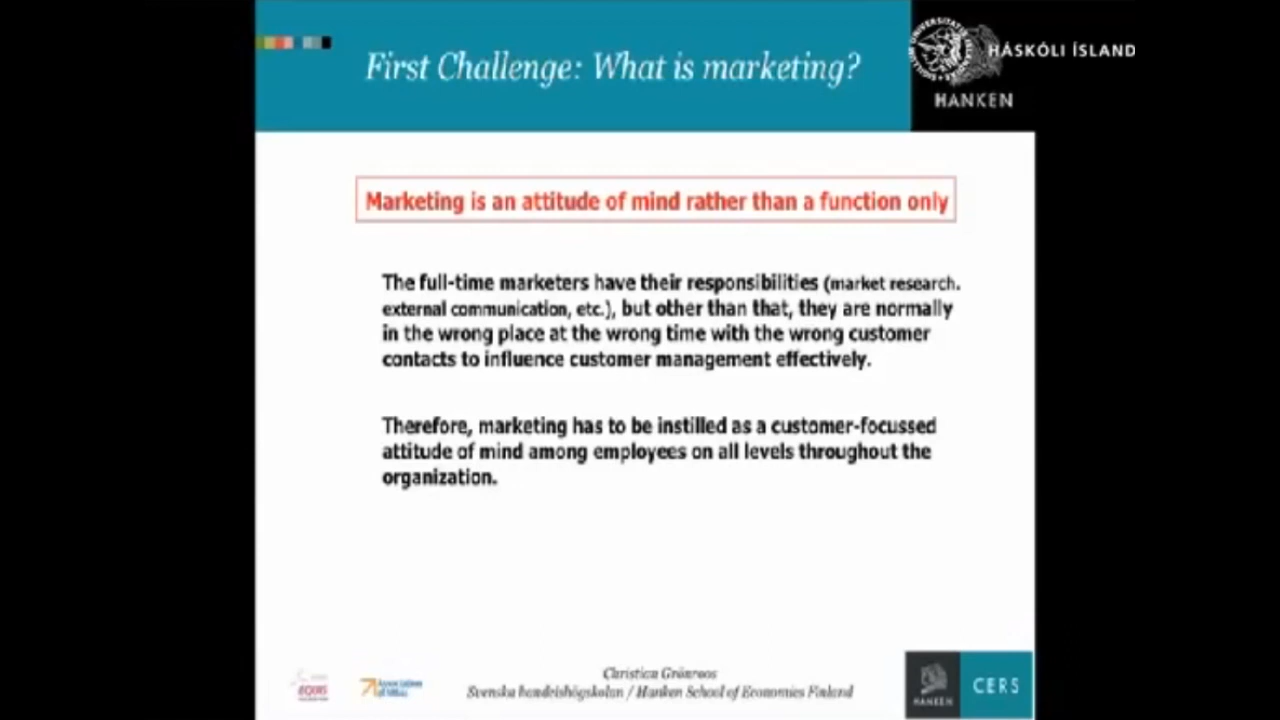 First Challenge: What is marketing?
HÁSKÓLI ÍSLAND
HANKEN
Marketing is an attitude of mind rather than a function only
The full-time marketers have their responsibilities (market research.
external communication, etc.), but other than that, they are normally
in the wrong place at the wrong time with the wrong customer
contacts to influence customer management effectively.
Therefore, marketing has to be instilled as a customer-focussed
attitude of mind among employees on all levels throughout the
organization.
EQUIS
Christian Grönroos
Svenska handelshögskolan / Hanken School of Economics Finland
HANKEN
CERS